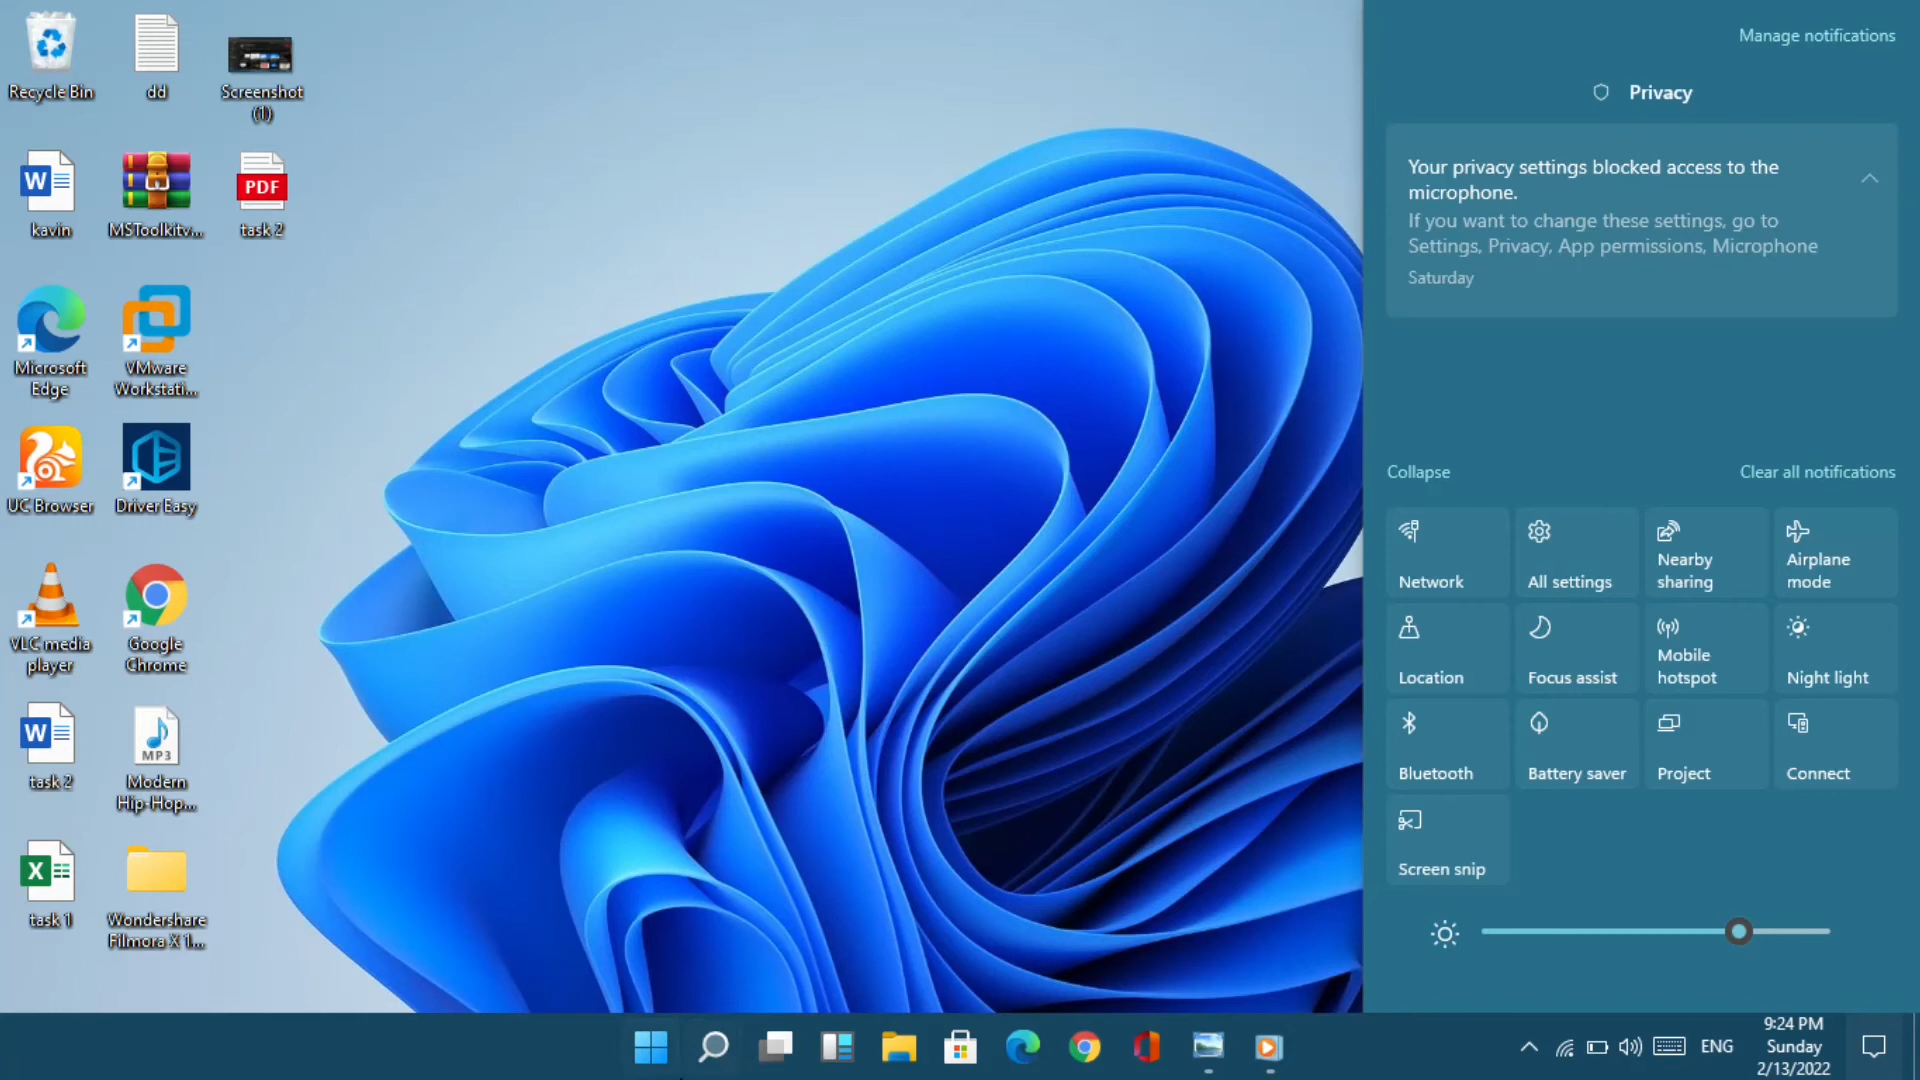 Recycle Bin
dd
Screenshot
(1)
W
kavin
MSToolkitv...
PDF
task 2
Microsoft
Edge
VMware
Workstati...
UC Browser
Driver Easy
VLC media
player
Google
Chrome
W
task 2
MP3
Modern
Hip-Hop...
X
task 1
Wondershare
Filmora X 1...
Manage notifications
Privacy
Your privacy settings blocked access to the
microphone.
If you want to change these settings, go to
Settings, Privacy, App permissions, Microphone
Saturday
Collapse
Clear all notifications
Network
All settings
Nearby
sharing
Airplane
mode
Location
Focus assist
Mobile
hotspot
Night light
Bluetooth
Battery saver
Project
Connect
Screen snip
ENG
9:24 PM
Sunday
2/13/2022